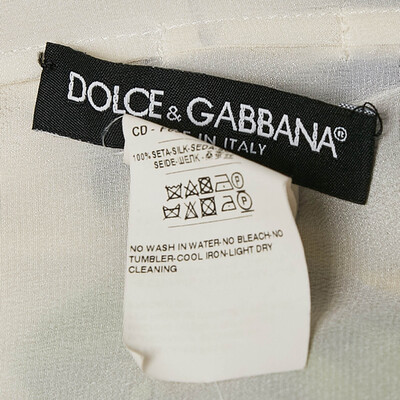 DOLCE & GABBANA®
IN ITALY
CD -
100% SETA-SILK-SEDA
SEIDE-ШЕЛК -
NO WASH IN WATER-NO BLEACH-NO
TUMBLER-COOL IRON-LIGHT DRY
CLEANING